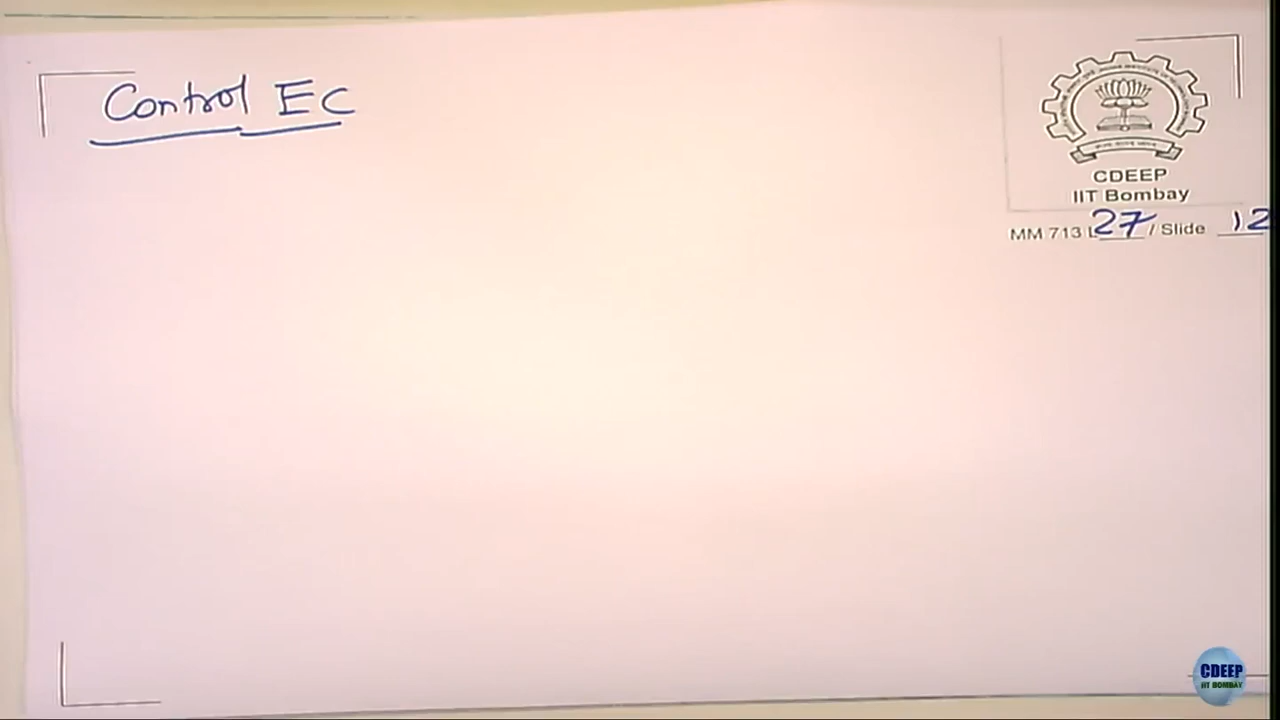 Control EC
CDEEP
IIT Bombay
MM 713 L 27 / Slide 12
CDEEP
IIT BOMBAY